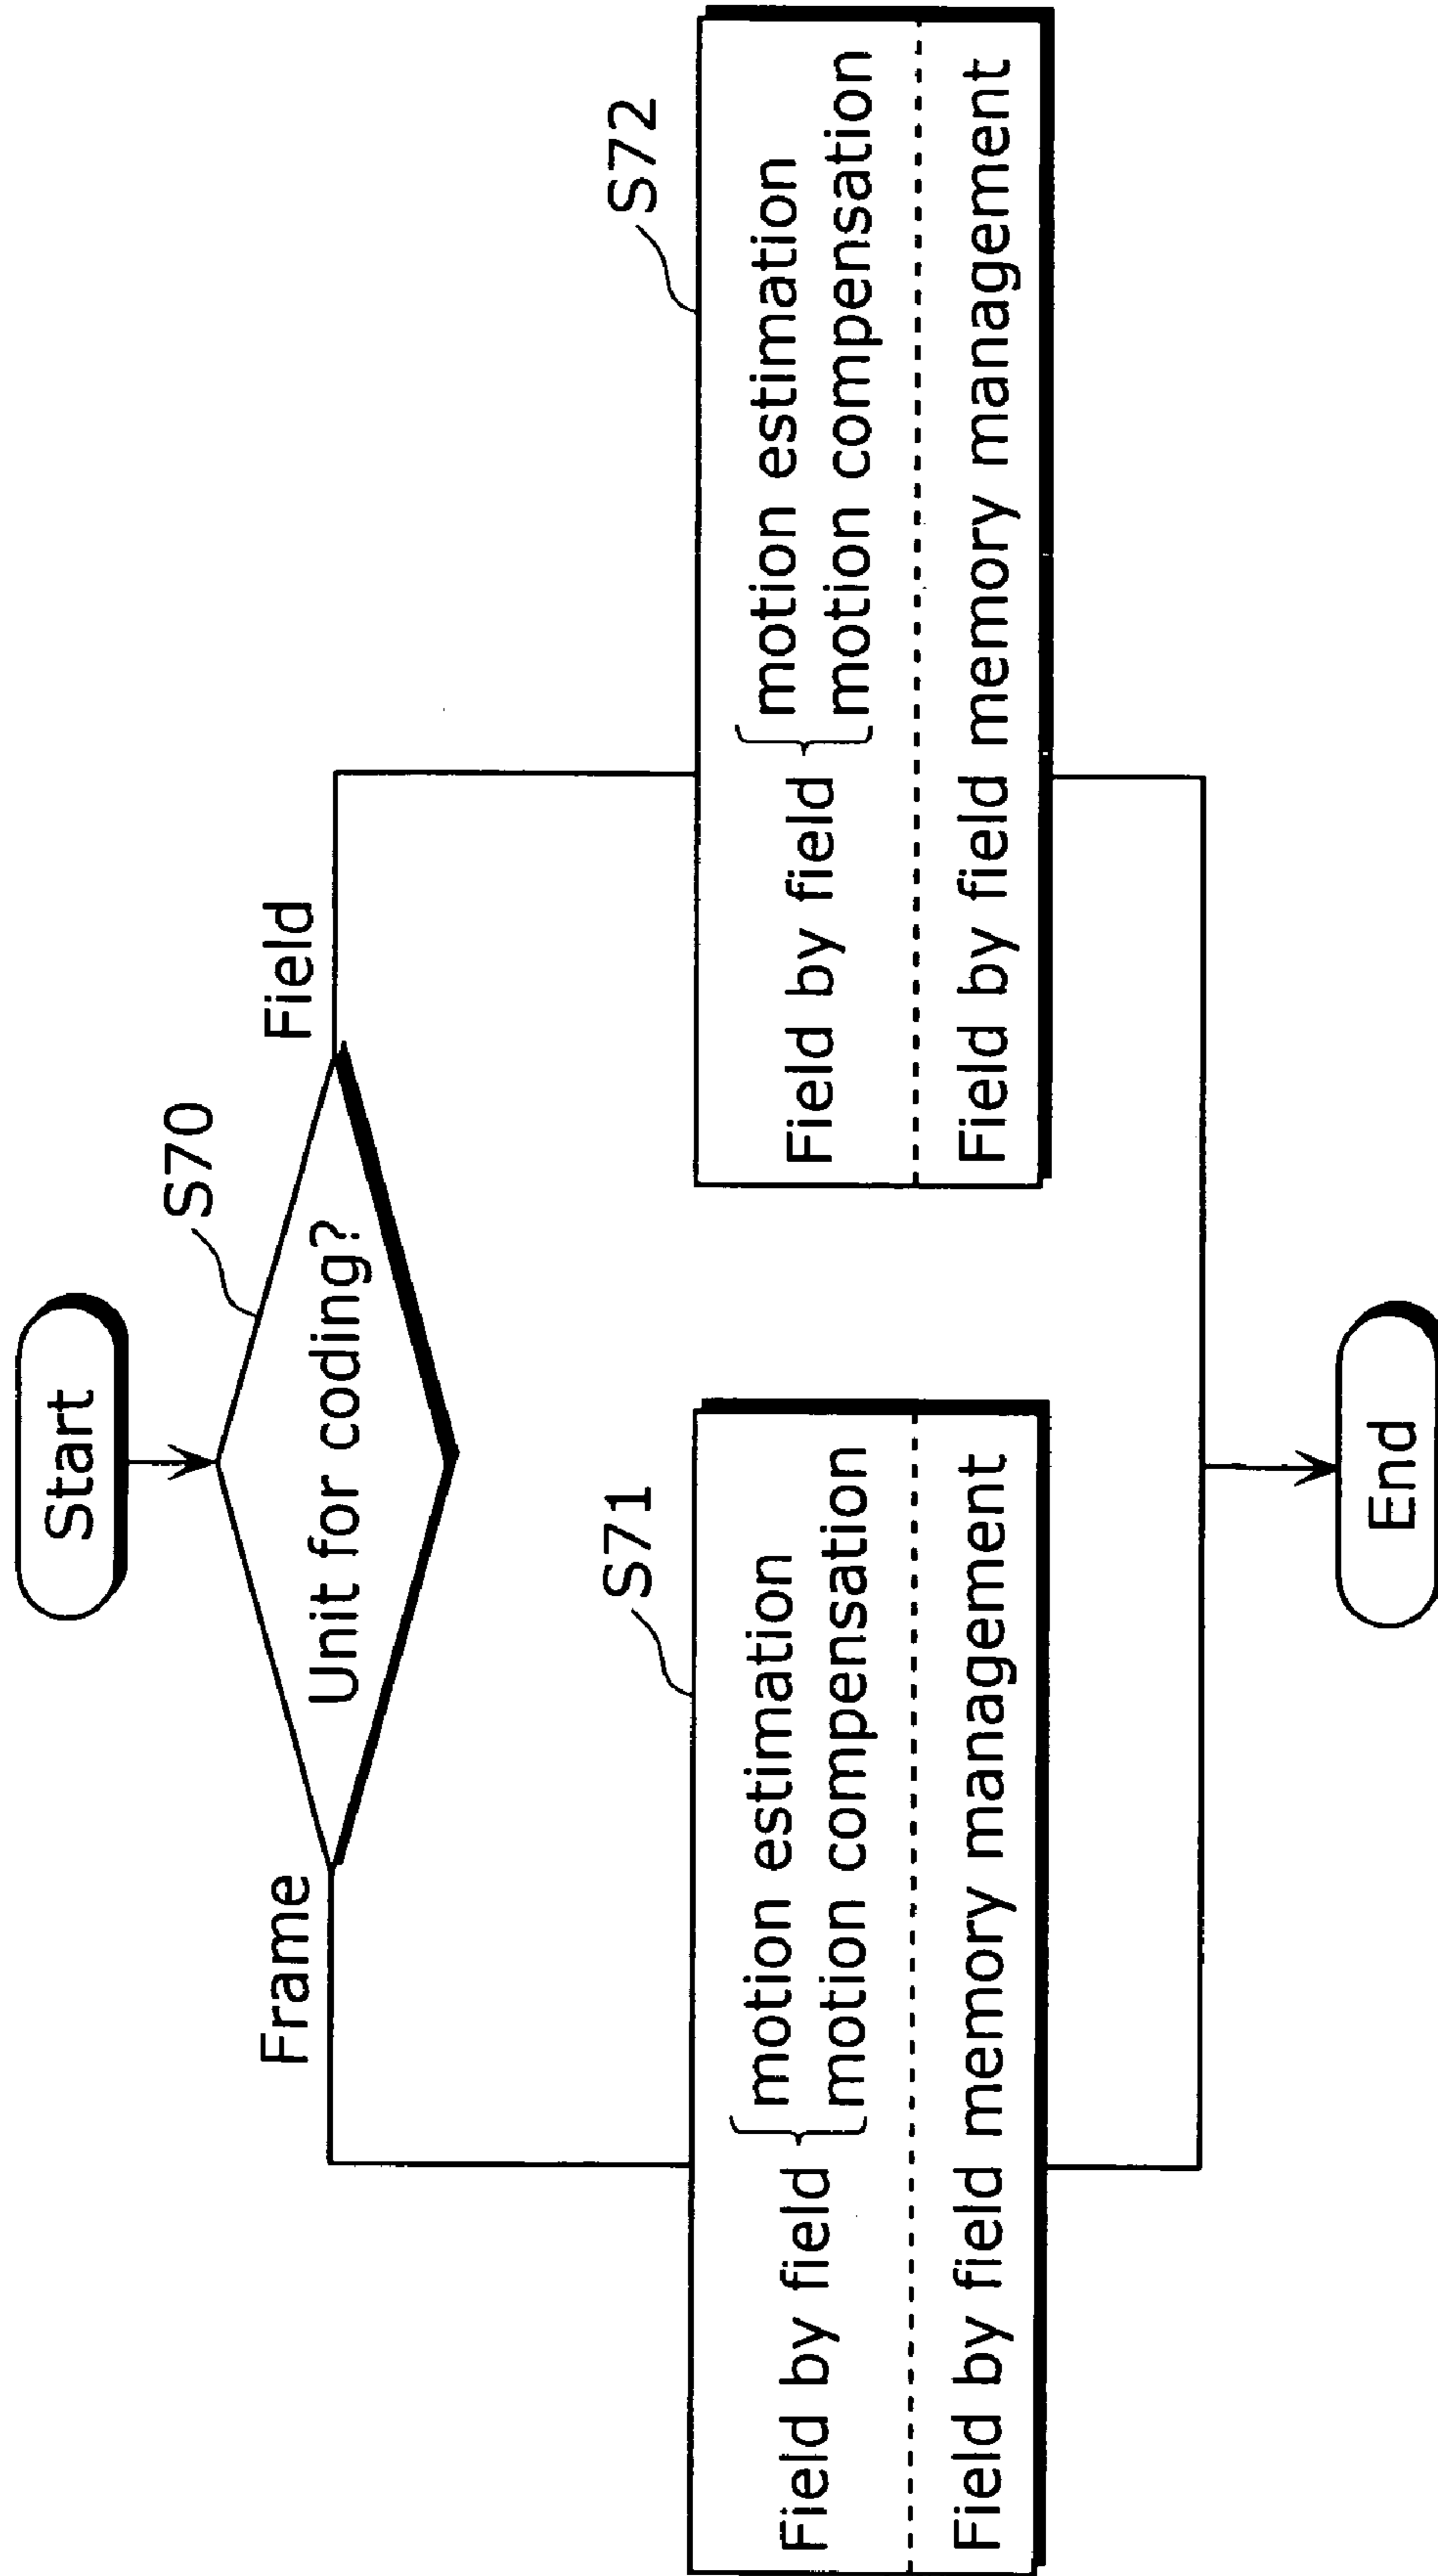 Start
S70
Unit for coding?
Frame
Field
S71
Field by field { motion estimation
motion compensation
Field by field memory management
S72
Field by field { motion estimation
motion compensation
Field by field memory management
End